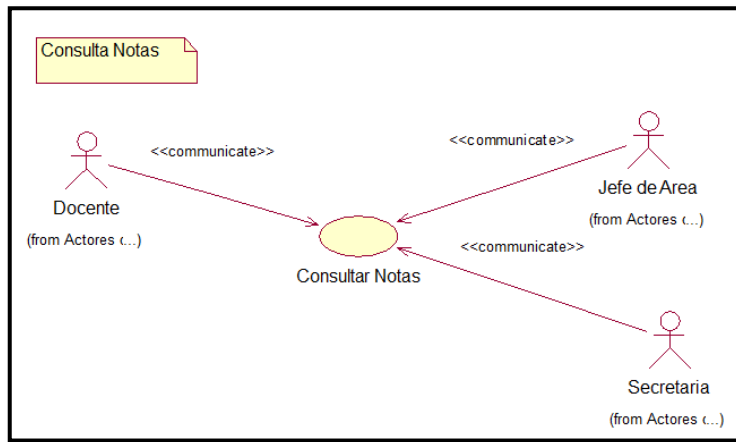 Consulta Notas
<<communicate>>
<<communicate>>
Docente
(from Actores c...)
Jefe de Area
(from Actores c...)
<<communicate>>
Consultar Notas
Secretaria
(from Actores c...)